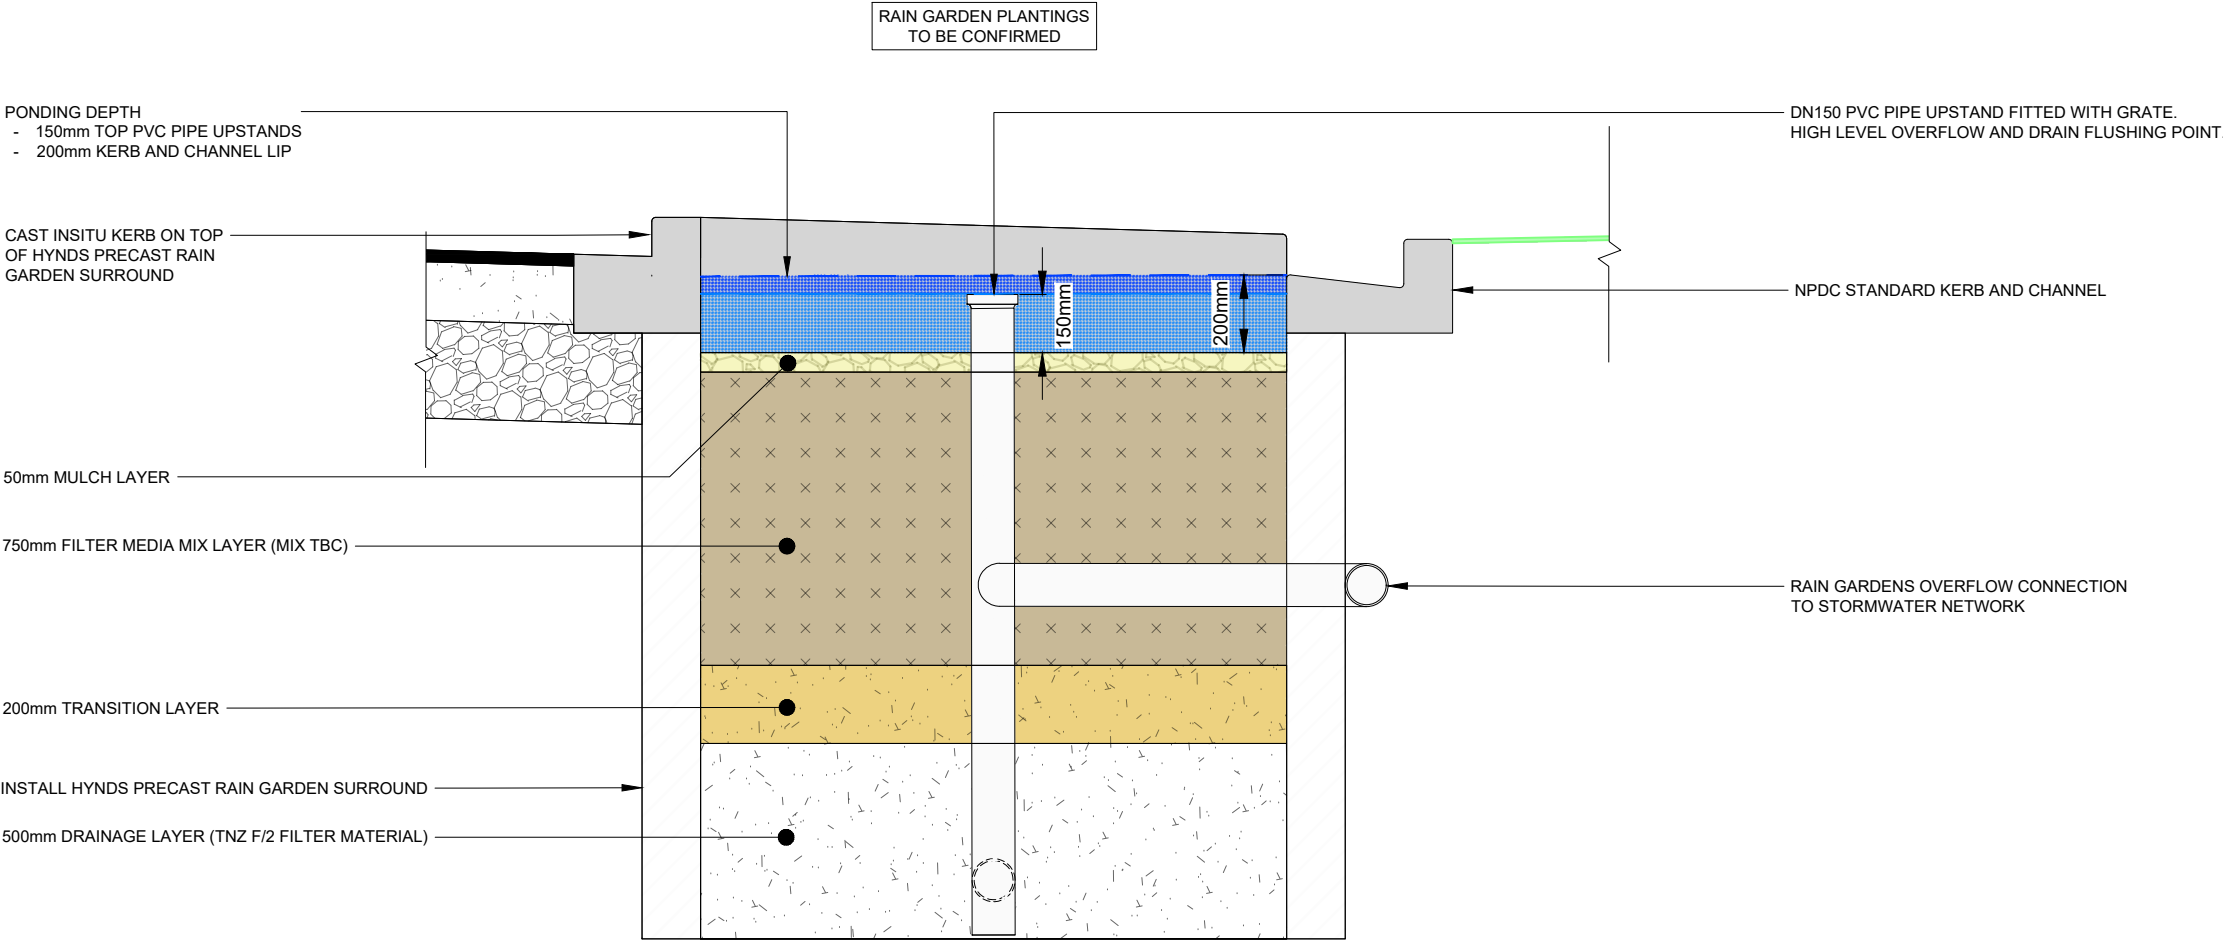 RAIN GARDEN PLANTINGS
TO BE CONFIRMED
PONDING DEPTH
- 150mm TOP PVC PIPE UPSTANDS
- 200mm KERB AND CHANNEL LIP
DN150 PVC PIPE UPSTAND FITTED WITH GRATE.
HIGH LEVEL OVERFLOW AND DRAIN FLUSHING POINT.
CAST INSITU KERB ON TOP
OF HYNDS PRECAST RAIN
GARDEN SURROUND
150mm
200mm
NPDC STANDARD KERB AND CHANNEL
50mm MULCH LAYER
750mm FILTER MEDIA MIX LAYER (MIX TBC)
RAIN GARDENS OVERFLOW CONNECTION
TO STORMWATER NETWORK
200mm TRANSITION LAYER
INSTALL HYNDS PRECAST RAIN GARDEN SURROUND
500mm DRAINAGE LAYER (TNZ F/2 FILTER MATERIAL)